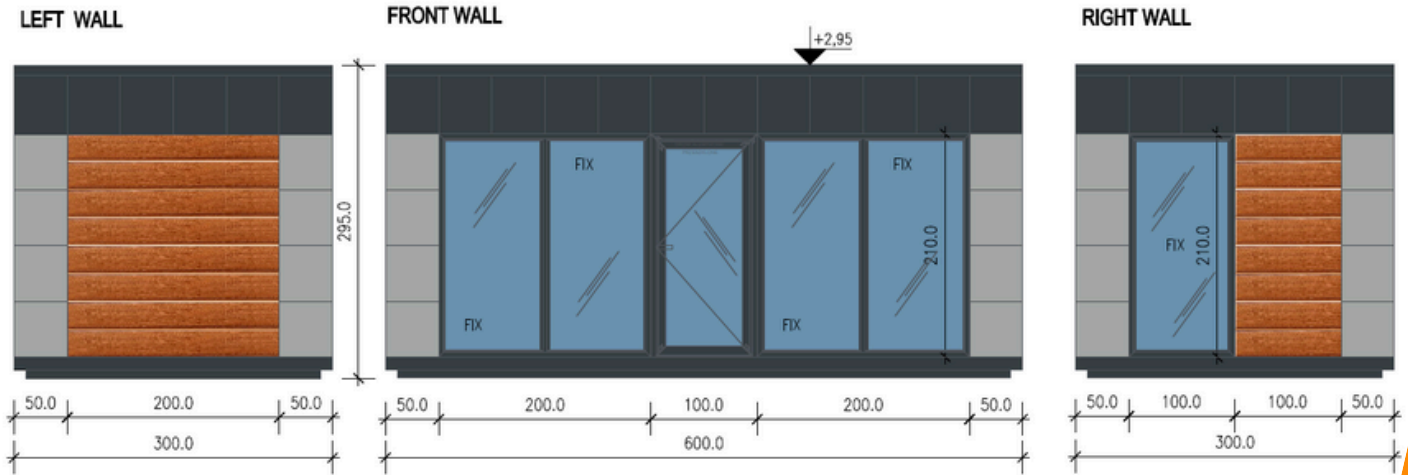 LEFT WALL
FRONT WALL
RIGHT WALL
+2,95
295.0
FIX
FIX
FIX
FIX
210.0
FIX
210.0
50.0 200.0 50.0
300.0
50.0 200.0 100.0 200.0 50.0
600.0
50.0 100.0 100.0 50.0
300.0